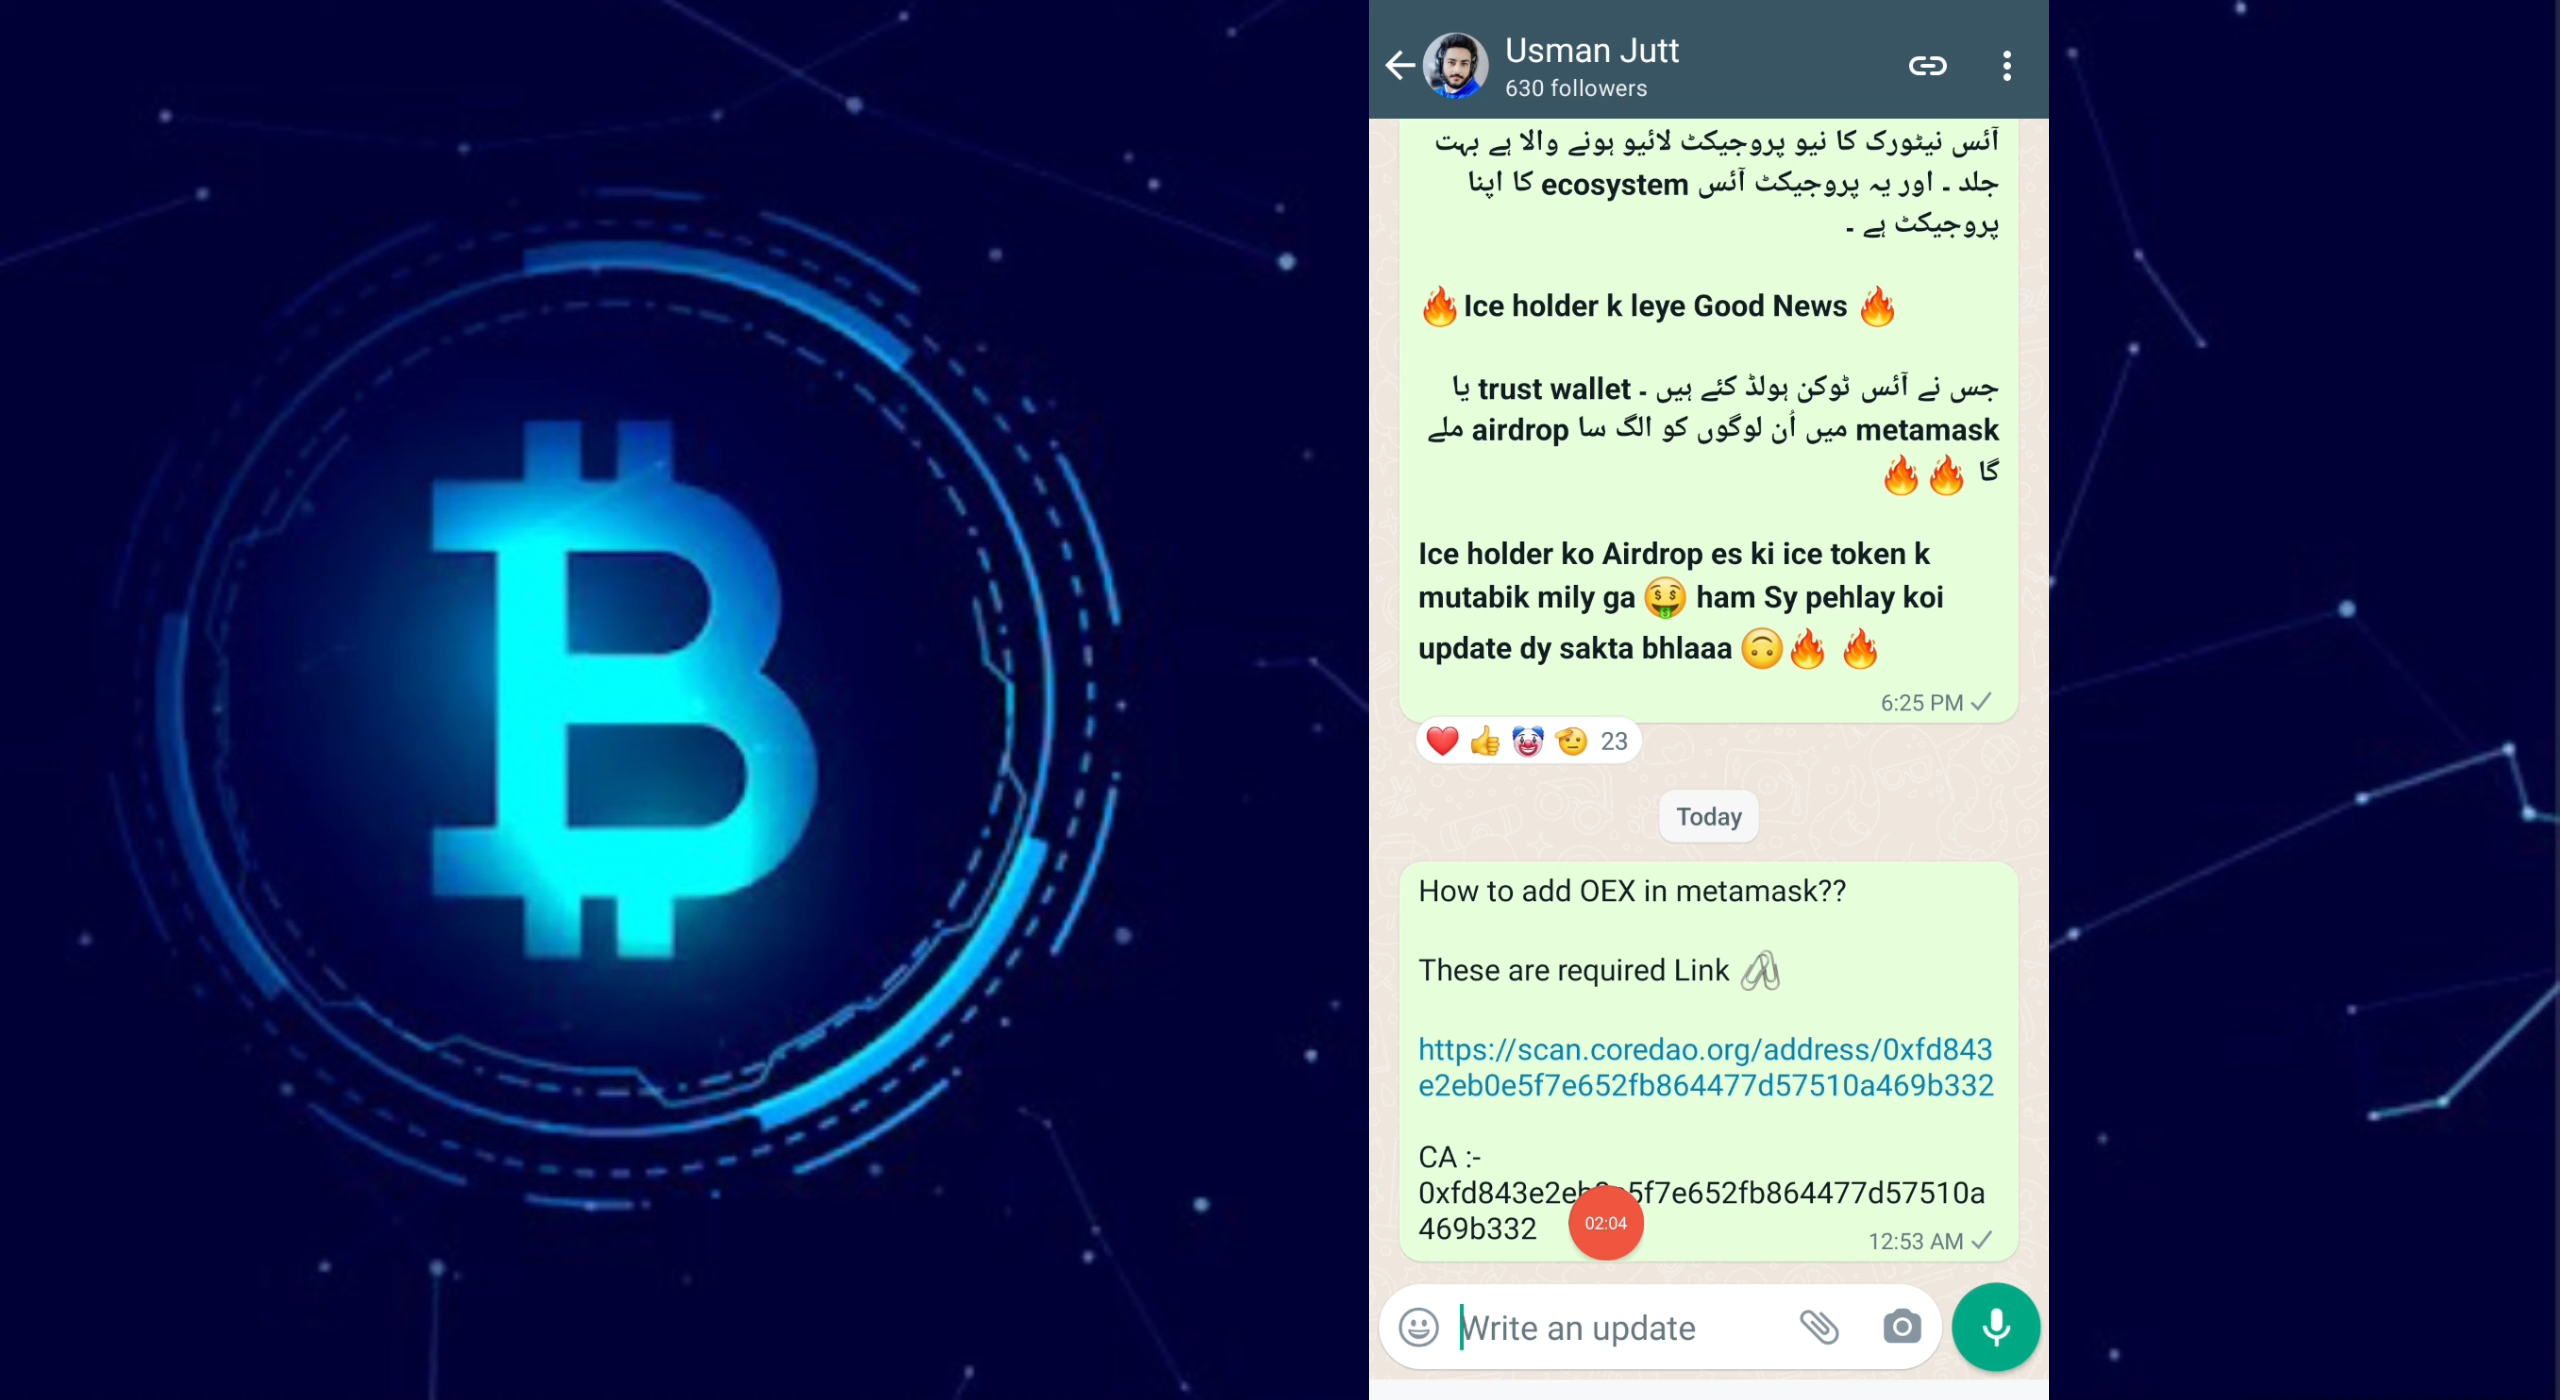 Usman Jutt
630 followers
آئس نیٹورک کا نیو پروجیکٹ لائیو ہونے والا ہے بہت
جلد ۔ اور یہ پروجیکٹ آئس ecosystem کا اپنا
پروجیکٹ ہے ۔
🔥Ice holder k leye Good News 🔥
جس نے آئس ٹوکن ہولڈ کئے ہیں ۔ trust wallet یا
metamask میں اُن لوگوں کو الگ سا airdrop ملے
گا 🔥🔥
Ice holder ko Airdrop es ki ice token k
mutabik mily ga 🤑 ham Sy pehlay koi
update dy sakta bhlaaa 🙃🔥 🔥
6:25 PM
❤️👍🤡🫡 23
Today
How to add OEX in metamask??
These are required Link 🖇️
https://scan.coredao.org/address/0xfd843
e2eb0e5f7e652fb864477d57510a469b332
CA :-
0xfd843e2eb0e5f7e652fb864477d57510a
469b332
02:04
12:53 AM
Write an update